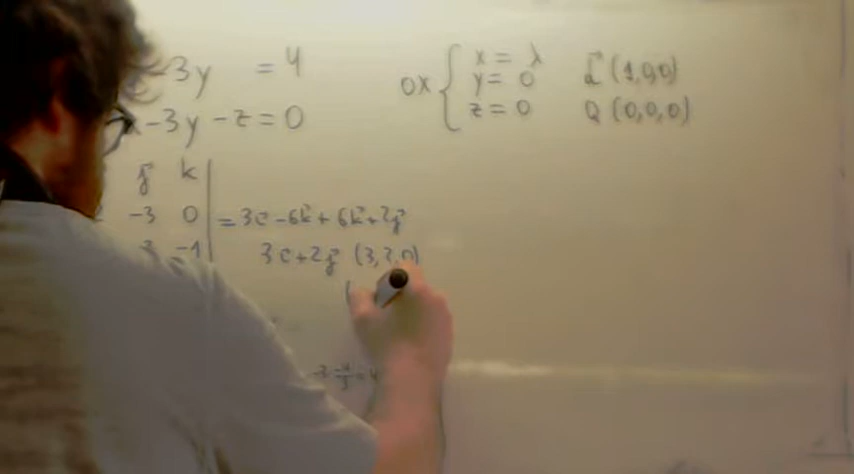 -3y = 4
x - 3y - z = 0
j k
-3 0 = 3i - 6k + 6k + 2j
-3 -1 3i + 2j (3,2,0)
OX { x = λ
y = 0
z = 0
u (1,0,0)
Q (0,0,0)